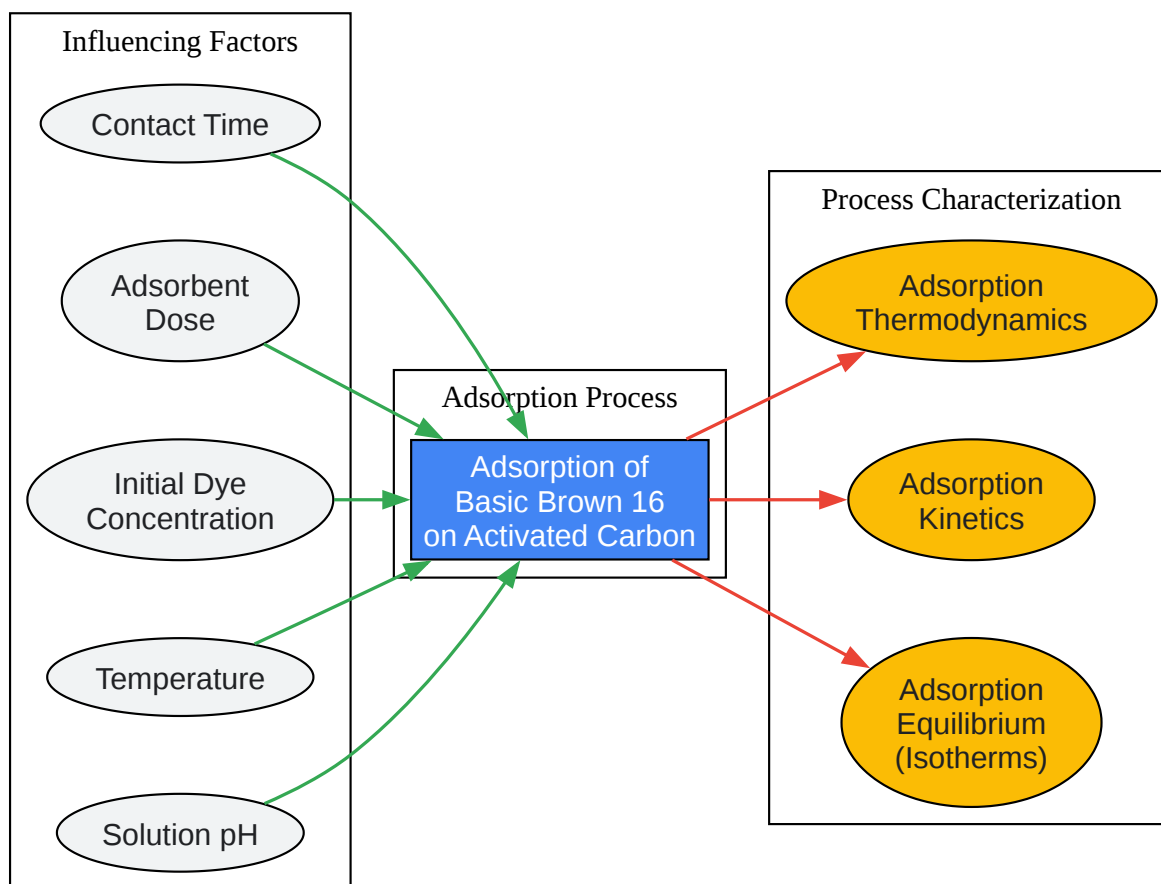 Influencing Factors
Contact Time
Adsorbent
Dose
Initial Dye
Concentration
Temperature
Solution pH
Adsorption Process
Adsorption of
Basic Brown 16
on Activated Carbon
Process Characterization
Adsorption
Thermodynamics
Adsorption
Kinetics
Adsorption
Equilibrium
(Isotherms)